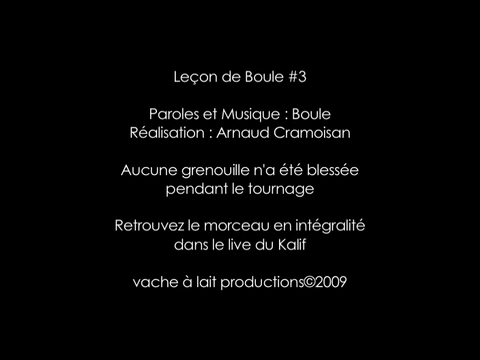 Leçon de Boule #3
Paroles et Musique : Boule
Réalisation : Arnaud Cramoisan
Aucune grenouille n'a été blessée
pendant le tournage
Retrouvez le morceau en intégralité
dans le live du Kalif
vache à lait productions©2009